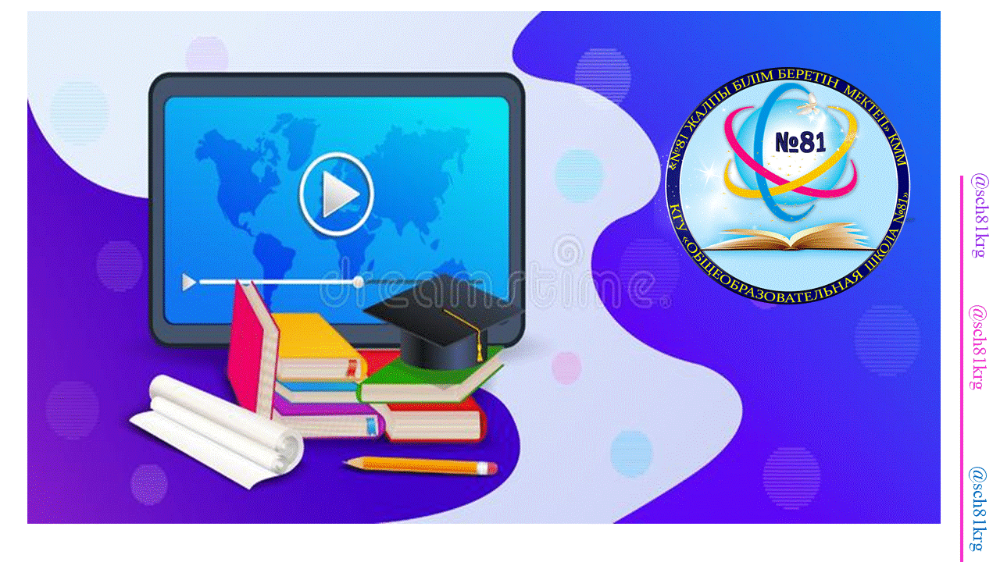 «№81 ЖАЛПЫ БІЛІМ БЕРЕТІН МЕКТЕП» КММ
№81
КГУ «ОБЩЕОБРАЗОВАТЕЛЬНАЯ ШКОЛА №81»
dreamstime®
@sch81krg
@sch81krg
@sch81krg